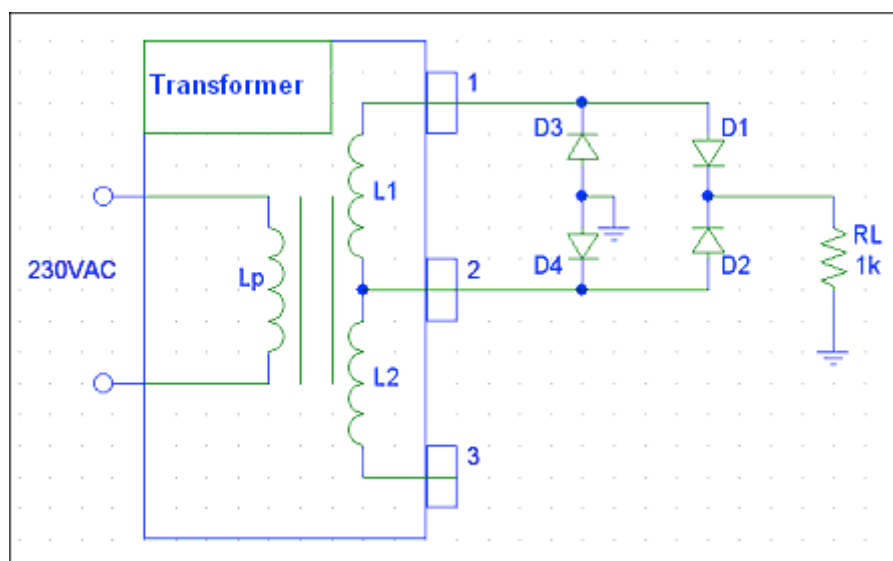 Transformer
1
D3
D1
L1
RL
1k
230VAC
Lp
2
D4
D2
L2
3